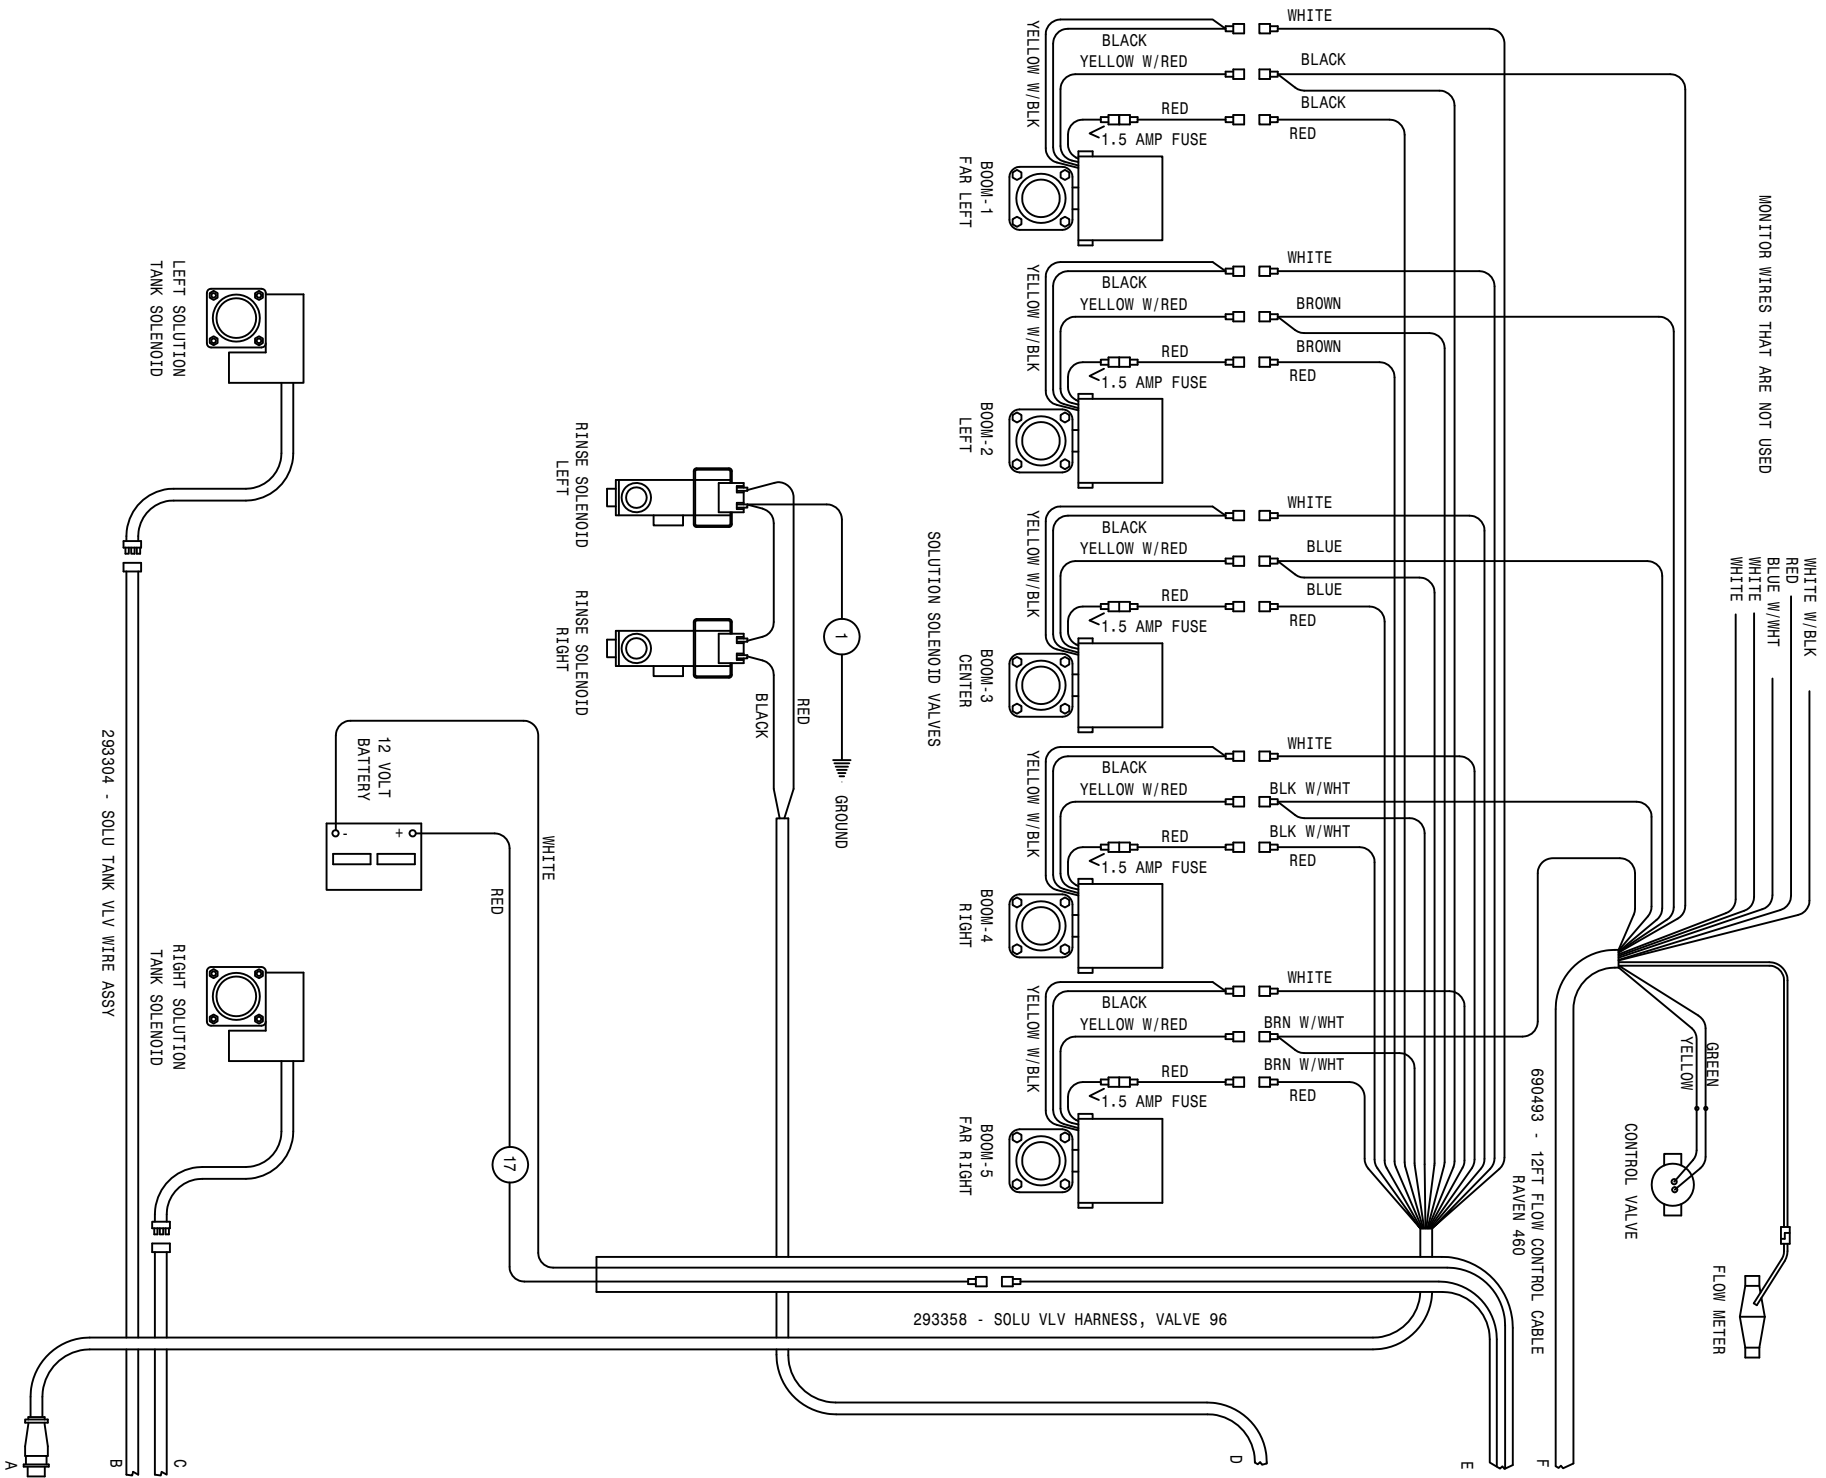 WHITE
BLACK
YELLOW W/RED
YELLOW W/BLK
BLACK
BLACK
RED
RED
1.5 AMP FUSE
BOOM-1
FAR LEFT
WHITE
BLACK
YELLOW W/RED
YELLOW W/BLK
BROWN
BROWN
RED
RED
1.5 AMP FUSE
BOOM-2
LEFT
WHITE
BLACK
YELLOW W/RED
YELLOW W/BLK
BLUE
BLUE
RED
RED
1.5 AMP FUSE
BOOM-3
CENTER
WHITE
BLACK
YELLOW W/RED
YELLOW W/BLK
BLK W/WHT
BLK W/WHT
RED
RED
1.5 AMP FUSE
BOOM-4
RIGHT
WHITE
BLACK
YELLOW W/RED
YELLOW W/BLK
BRN W/WHT
BRN W/WHT
RED
RED
1.5 AMP FUSE
BOOM-5
FAR RIGHT
SOLUTION SOLENOID VALVES
MONITOR WIRES THAT ARE NOT USED
WHITE W/BLK
RED
BLUE W/WHT
WHITE
WHITE
GREEN
YELLOW
CONTROL VALVE
FLOW METER
690493 - 12FT FLOW CONTROL CABLE
RAVEN 460
LEFT SOLUTION
TANK SOLENOID
RINSE SOLENOID
LEFT
RINSE SOLENOID
RIGHT
1
RED
BLACK
GROUND
12 VOLT
BATTERY
-
+
WHITE
RED
17
RIGHT SOLUTION
TANK SOLENOID
293304 - SOLU TANK VLV WIRE ASSY
293358 - SOLU VLV HARNESS, VALVE 96
A
B
C
D
E
F